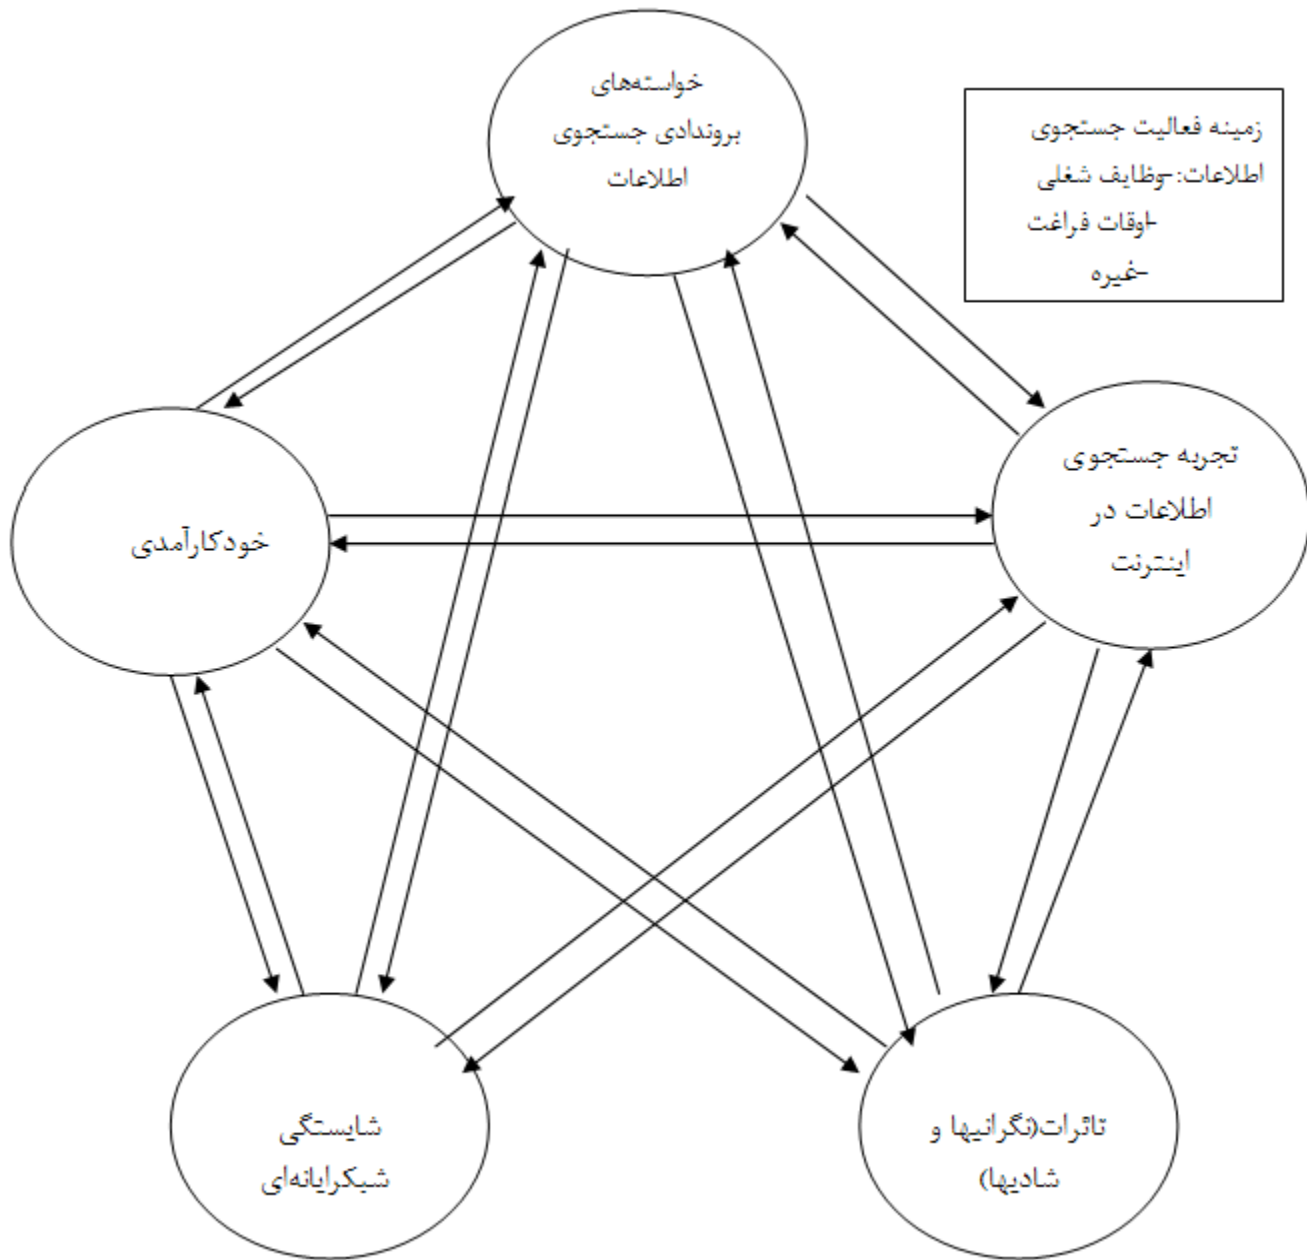 خواسته‌های
بروندادی جستجوی
اطلاعات
زمینه فعالیت جستجوی
اطلاعات:-وظایف شغلی
-اوقات فراغت
-غیره
تجربه جستجوی
اطلاعات در
اینترنت
خودکارآمدی
شایستگی
شبکرایانه‌ای
تاثرات(نگرانیها و
شادیها)